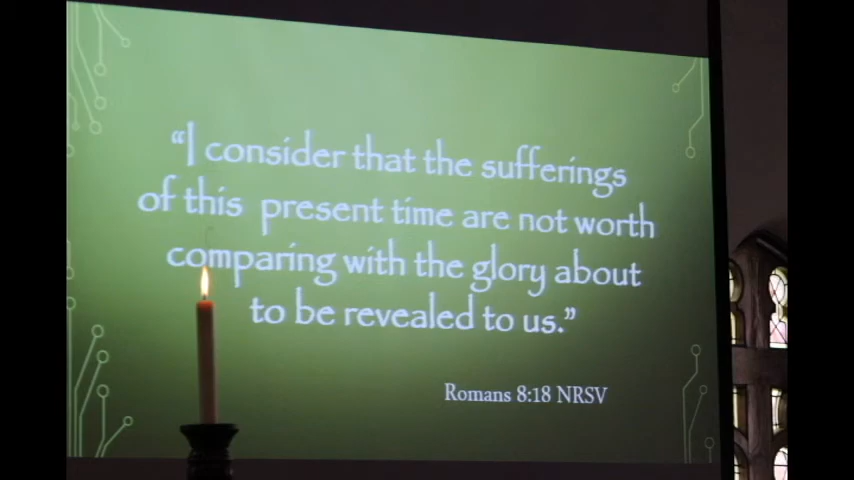 “I consider that the sufferings
of this present time are not worth
comparing with the glory about
to be revealed to us.”
Romans 8:18 NRSV